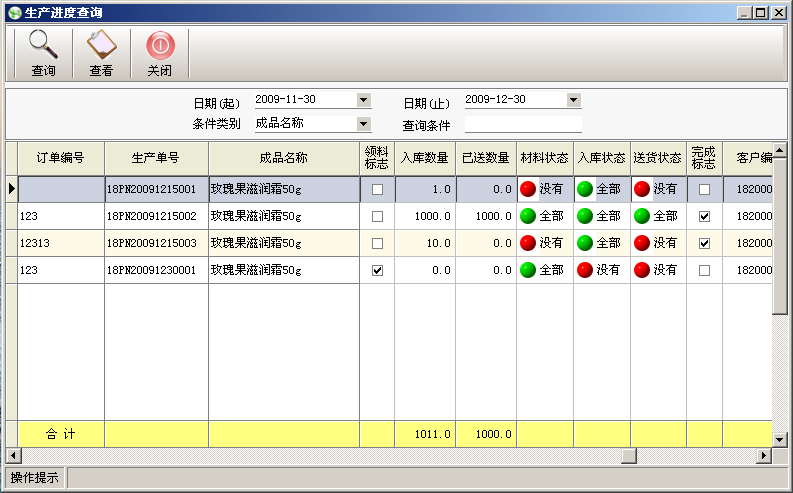 生产进度查询
查询 查看 关闭
日期(起) 2009-11-30 日期(止) 2009-12-30
条件类别 成品名称 查询条件
订单编号 生产单号 成品名称 领料标志 入库数量 已送数量 材料状态 入库状态 送货状态 完成标志 客户编
18PN20091215001 玫瑰果滋润霜50g 1.0 0.0 没有 全部 没有 182000
123 18PN20091215002 玫瑰果滋润霜50g 1000.0 1000.0 全部 全部 全部 182000
12313 18PN20091215003 玫瑰果滋润霜50g 10.0 0.0 没有 全部 没有 182000
123 18PN20091230001 玫瑰果滋润霜50g 0.0 0.0 全部 没有 没有 182000
合 计 1011.0 1000.0
操作提示